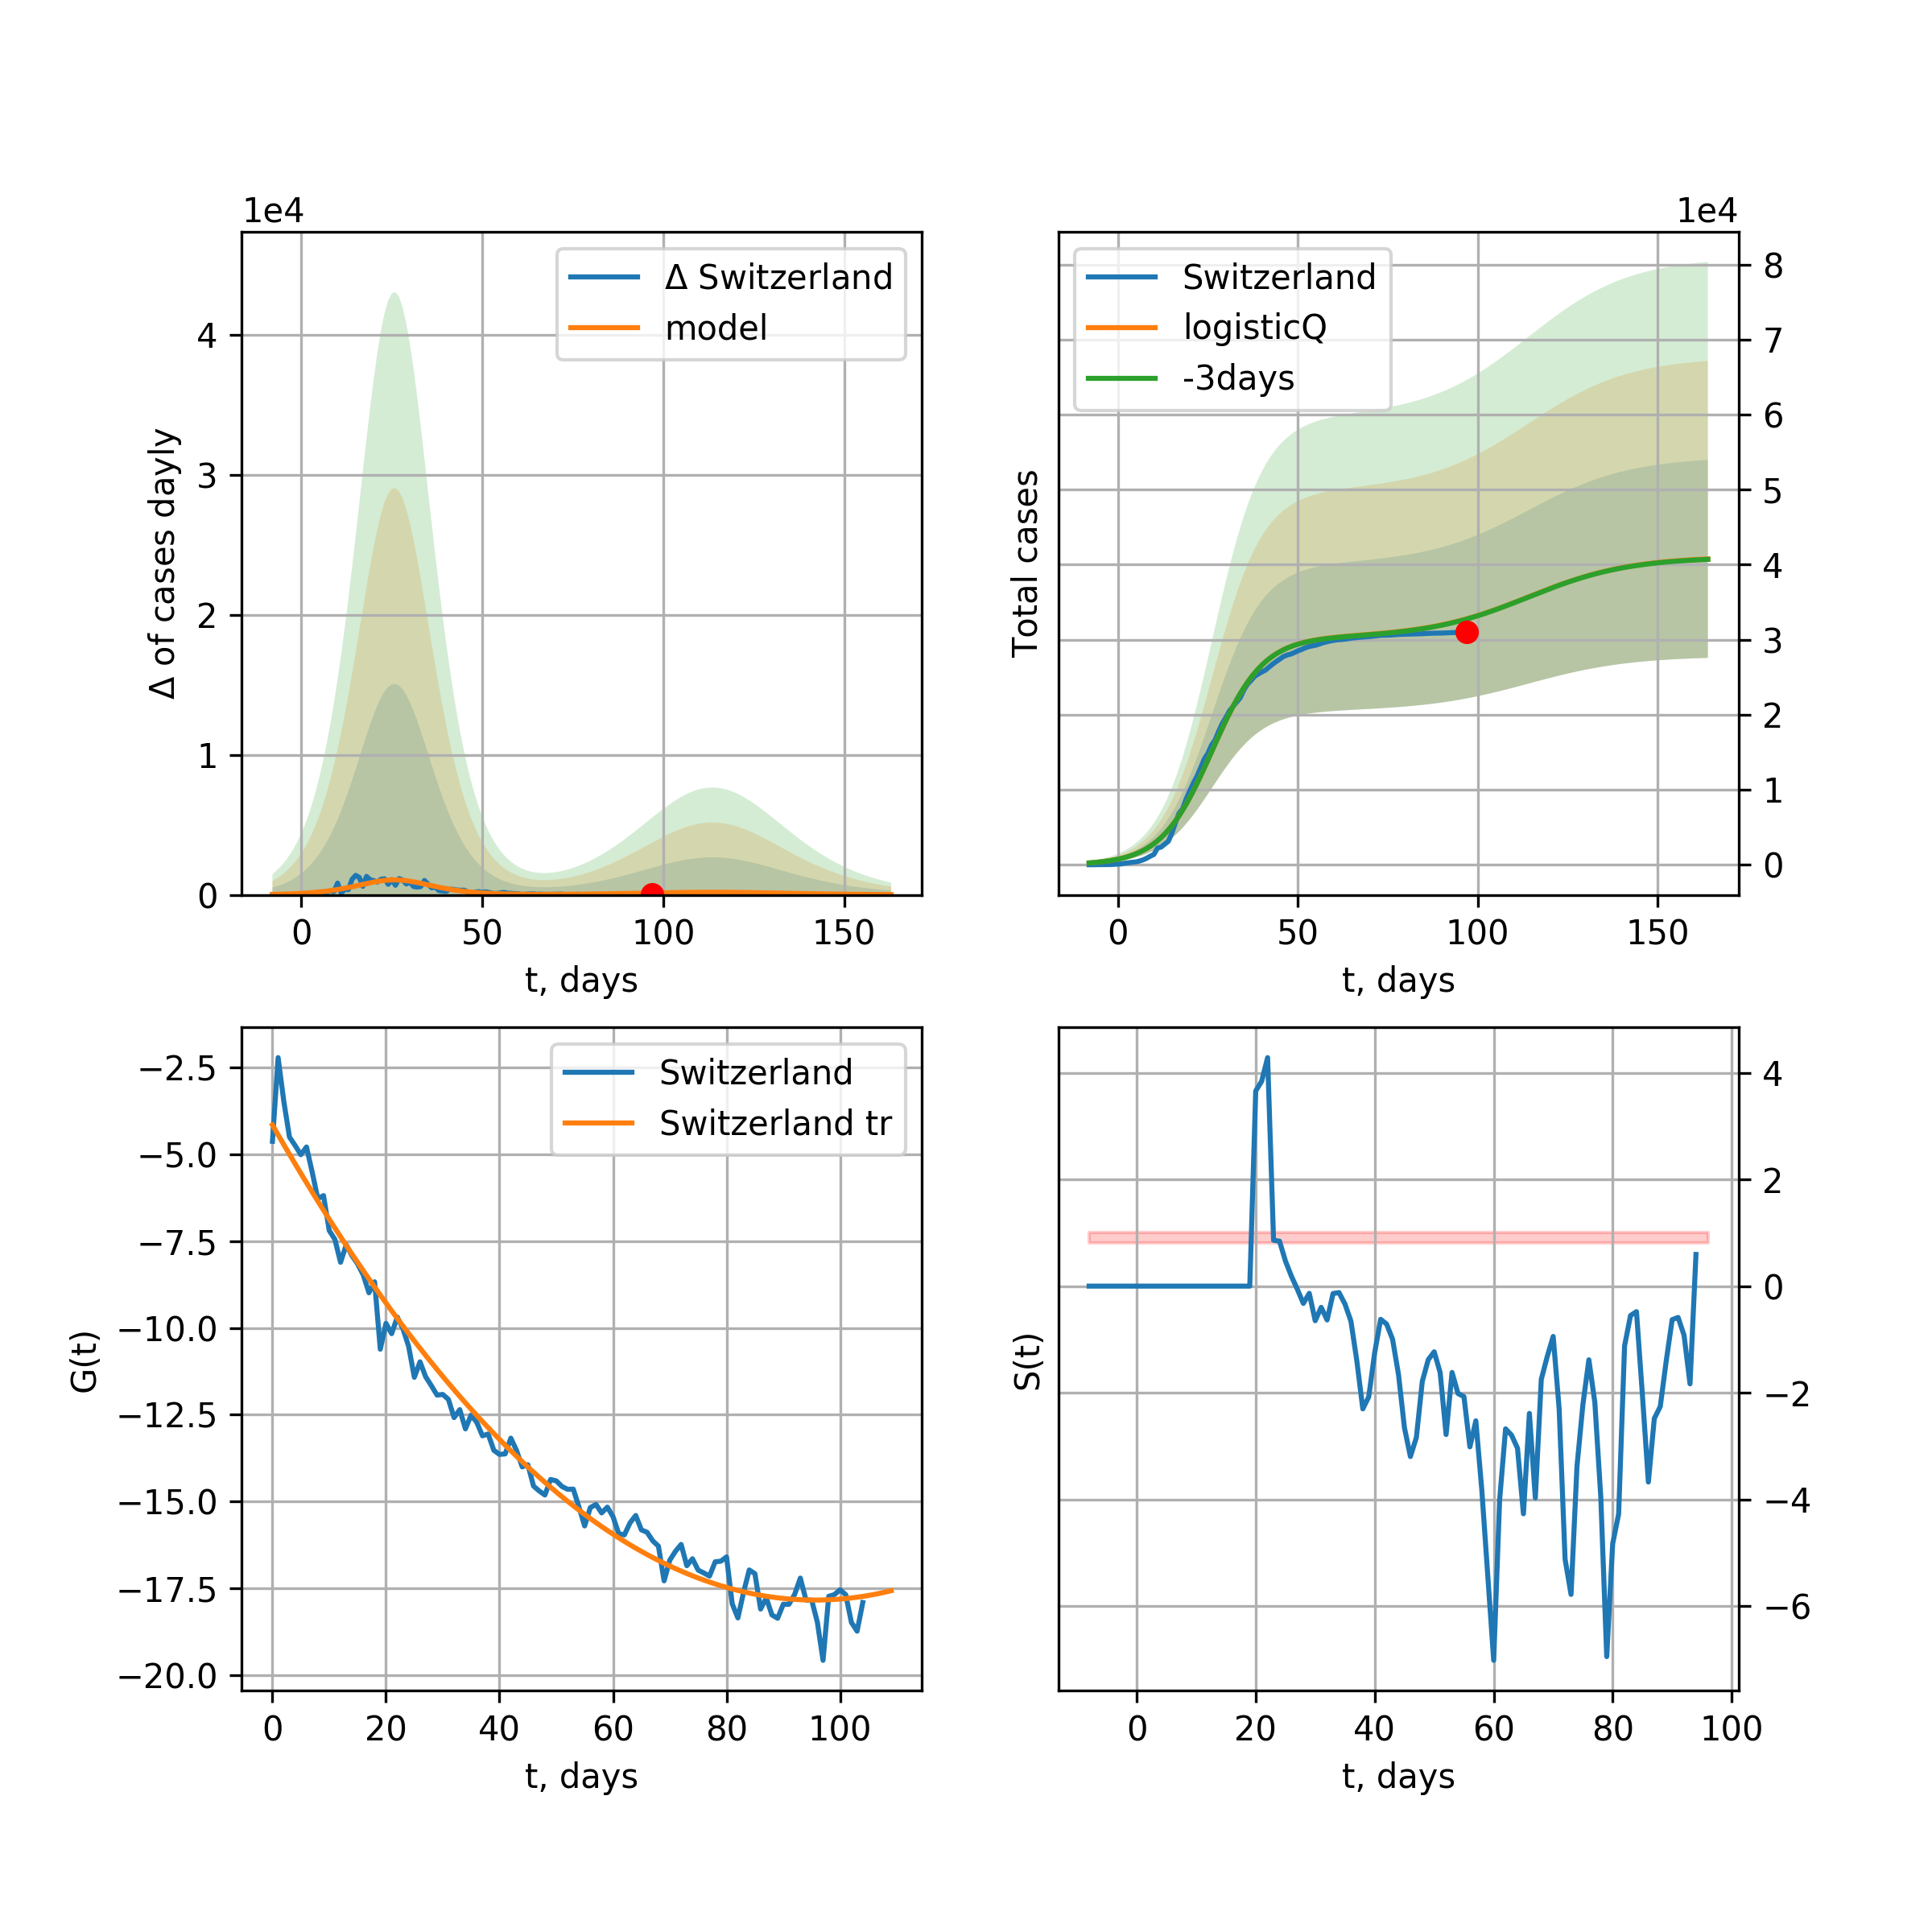 1e4
Δ Switzerland
model
4
3
2
1
0
Δ of cases dayly
0
50
100
150
t, days
1e4
Switzerland
logisticQ
-3days
8
7
6
5
4
3
2
1
0
Total cases
0
50
100
150
t, days
Switzerland
Switzerland tr
−2.5
−5.0
−7.5
−10.0
−12.5
−15.0
−17.5
−20.0
G(t)
0
20
40
60
80
100
t, days
4
2
0
−2
−4
−6
S(t)
0
20
40
60
80
100
t, days